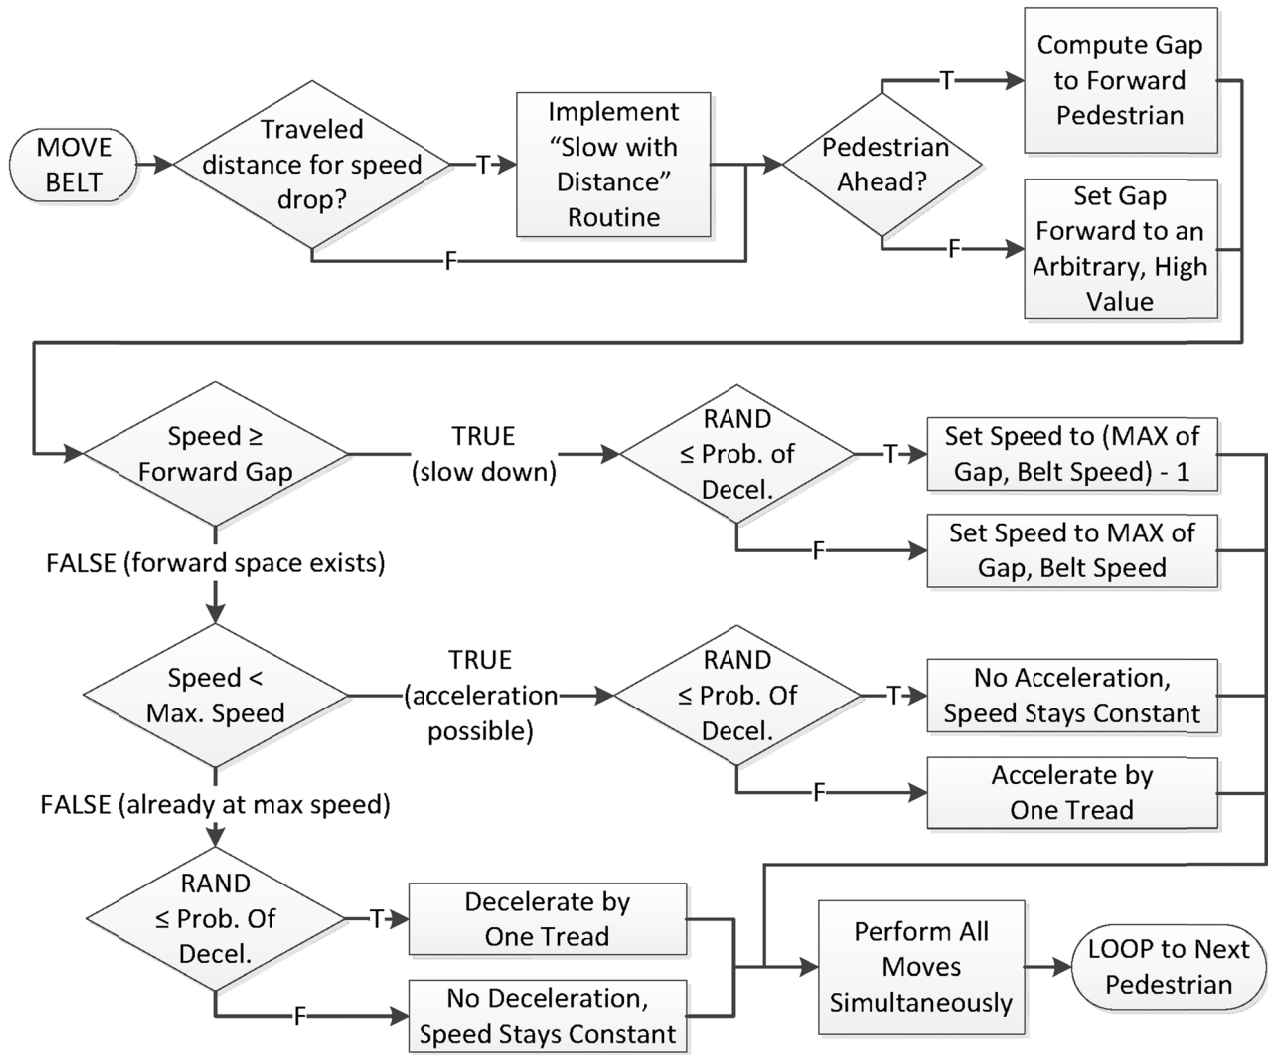 MOVE
BELT
Traveled
distance for speed
drop?
T
Implement
“Slow with
Distance”
Routine
F
Pedestrian
Ahead?
T
Compute Gap
to Forward
Pedestrian
F
Set Gap
Forward to an
Arbitrary, High
Value
Speed ≥
Forward Gap
TRUE
(slow down)
RAND
≤ Prob. of
Decel.
T
Set Speed to (MAX of
Gap, Belt Speed) - 1
F
Set Speed to MAX of
Gap, Belt Speed
FALSE (forward space exists)
Speed <
Max. Speed
TRUE
(acceleration
possible)
RAND
≤ Prob. Of
Decel.
T
No Acceleration,
Speed Stays Constant
F
Accelerate by
One Tread
FALSE (already at max speed)
RAND
≤ Prob. Of
Decel.
T
Decelerate by
One Tread
F
No Deceleration,
Speed Stays Constant
Perform All
Moves
Simultaneously
LOOP to Next
Pedestrian